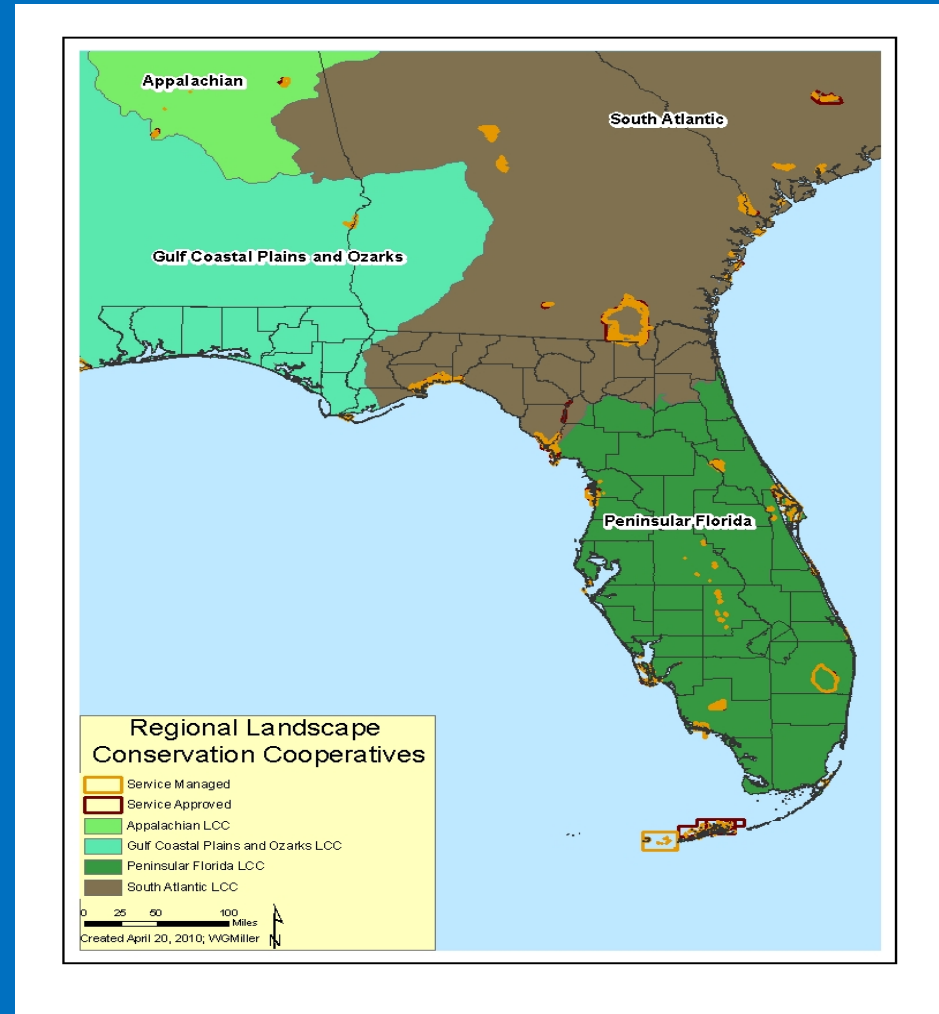 Appalachian
South Atlantic
Gulf Coastal Plains and Ozarks
Peninsular Florida
Regional Landscape
Conservation Cooperatives
Service Managed
Service Approved
Appalachian LCC
Gulf Coastal Plains and Ozarks LCC
Peninsular Florida LCC
South Atlantic LCC
0 25 50 100
Miles
Created April 20, 2010; WGMiller
N